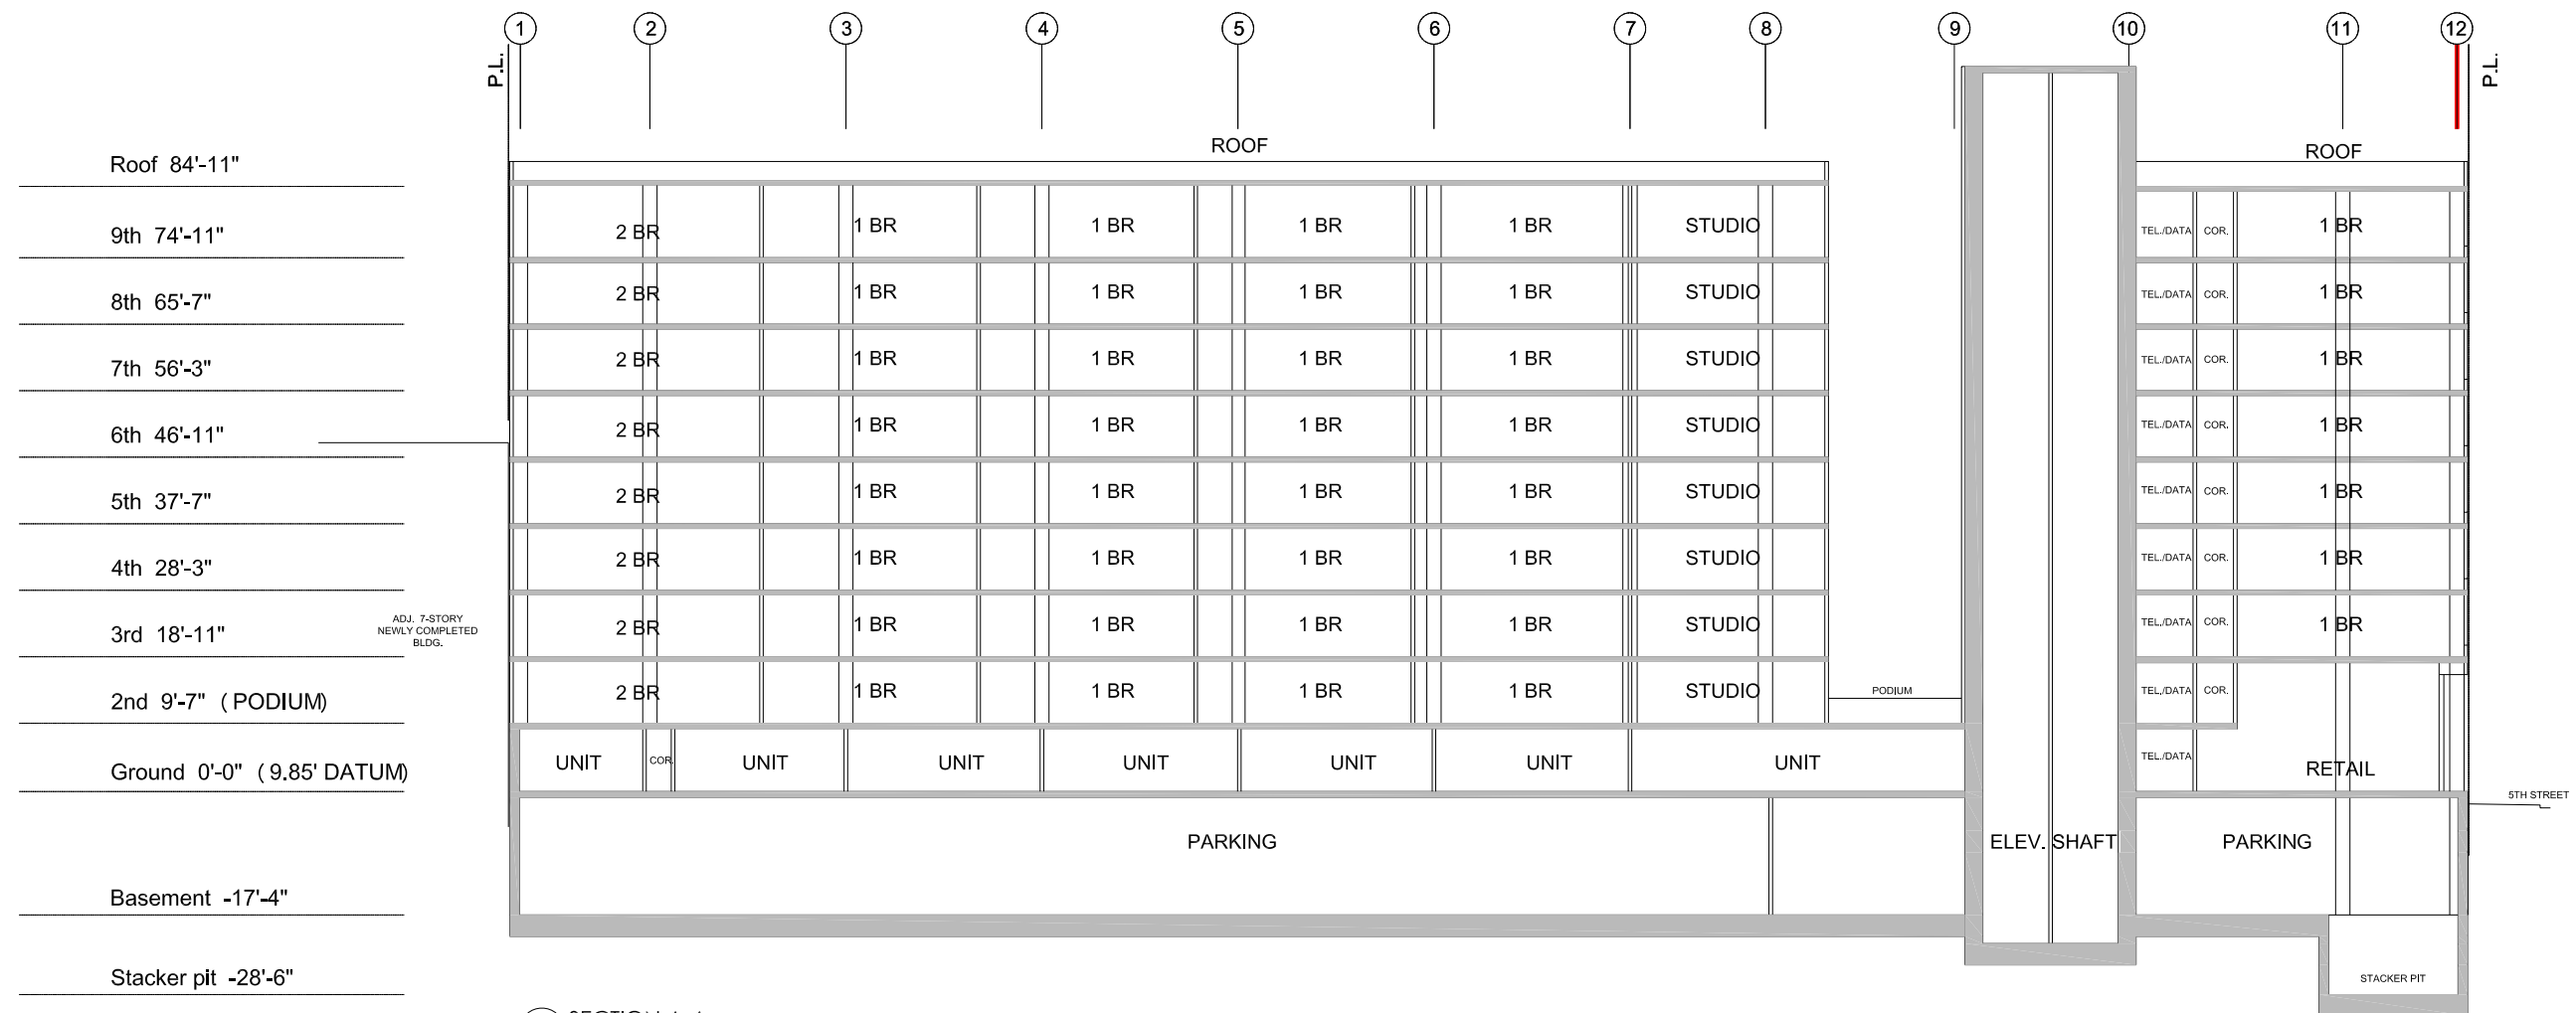 1 2 3 4 5 6 7 8 9 10 11 12
P.L. P.L.
ROOF ROOF
Roof 84'-11"
9th 74'-11" 2 BR 1 BR 1 BR 1 BR 1 BR STUDIO TEL./DATA COR. 1 BR
8th 65'-7" 2 BR 1 BR 1 BR 1 BR 1 BR STUDIO TEL./DATA COR. 1 BR
7th 56'-3" 2 BR 1 BR 1 BR 1 BR 1 BR STUDIO TEL./DATA COR. 1 BR
6th 46'-11" 2 BR 1 BR 1 BR 1 BR 1 BR STUDIO TEL./DATA COR. 1 BR
5th 37'-7" 2 BR 1 BR 1 BR 1 BR 1 BR STUDIO TEL./DATA COR. 1 BR
4th 28'-3" 2 BR 1 BR 1 BR 1 BR 1 BR STUDIO TEL./DATA COR. 1 BR
3rd 18'-11" 2 BR 1 BR 1 BR 1 BR 1 BR STUDIO TEL./DATA COR. 1 BR
ADJ. 7-STORY
NEWLY COMPLETED
BLDG.
2nd 9'-7" ( PODIUM) 2 BR 1 BR 1 BR 1 BR 1 BR STUDIO PODIUM TEL./DATA COR.
Ground 0'-0" ( 9.85' DATUM) UNIT COR. UNIT UNIT UNIT UNIT UNIT UNIT TEL./DATA RETAIL
5TH STREET
PARKING ELEV. SHAFT PARKING
Basement -17'-4"
Stacker pit -28'-6" STACKER PIT